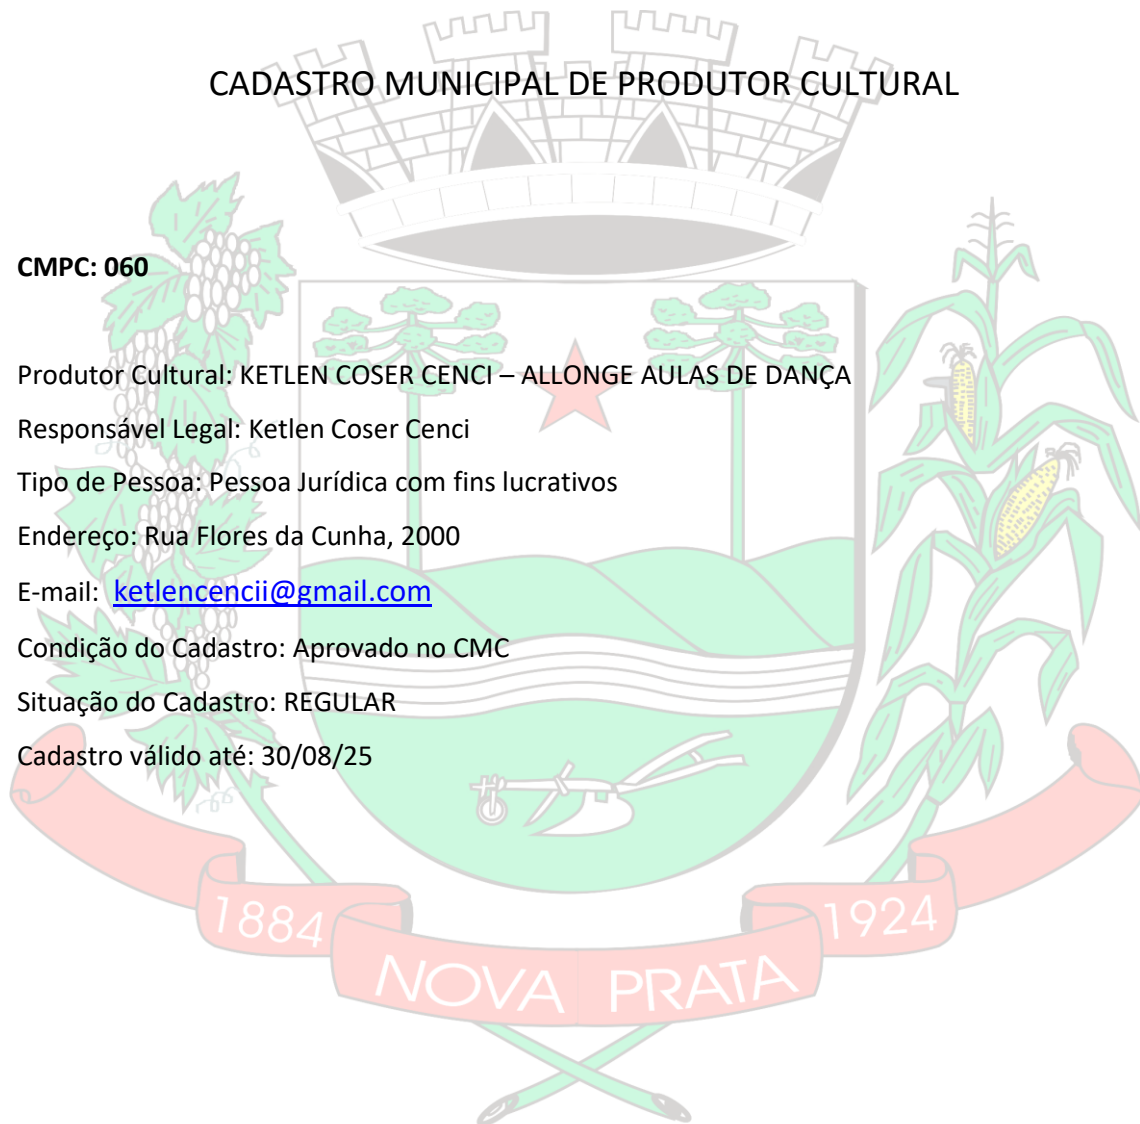 CADASTRO MUNICIPAL DE PRODUTOR CULTURAL
CMPC: 060
Produtor Cultural: KETLEN COSER CENCI – ALLONGE AULAS DE DANÇA
Responsável Legal: Ketlen Coser Cenci
Tipo de Pessoa: Pessoa Jurídica com fins lucrativos
Endereço: Rua Flores da Cunha, 2000
E-mail: ketlencencii@gmail.com
Condição do Cadastro: Aprovado no CMC
Situação do Cadastro: REGULAR
Cadastro válido até: 30/08/25
1884 NOVA PRATA 1924